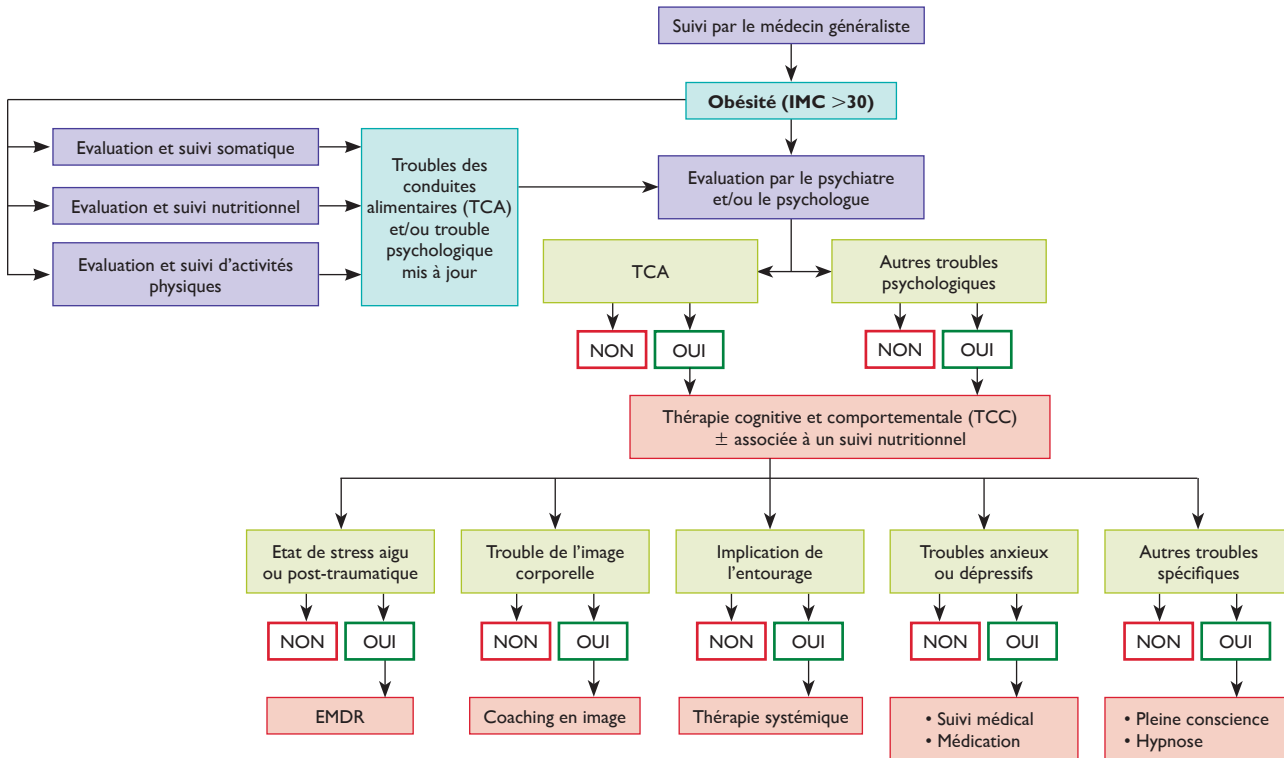 Suivi par le médecin généraliste
Obésité (IMC >30)
Evaluation et suivi somatique
Evaluation et suivi nutritionnel
Evaluation et suivi d'activités
physiques
Troubles des
conduites
alimentaires (TCA)
et/ou trouble
psychologique
mis à jour
Evaluation par le psychiatre
et/ou le psychologue
TCA
Autres troubles
psychologiques
NON
OUI
NON
OUI
Thérapie cognitive et comportementale (TCC)
± associée à un suivi nutritionnel
Etat de stress aigu
ou post-traumatique
Trouble de l'image
corporelle
Implication de
l'entourage
Troubles anxieux
ou dépressifs
Autres troubles
spécifiques
NON
OUI
NON
OUI
NON
OUI
NON
OUI
NON
OUI
EMDR
Coaching en image
Thérapie systémique
• Suivi médical
• Médication
• Pleine conscience
• Hypnose